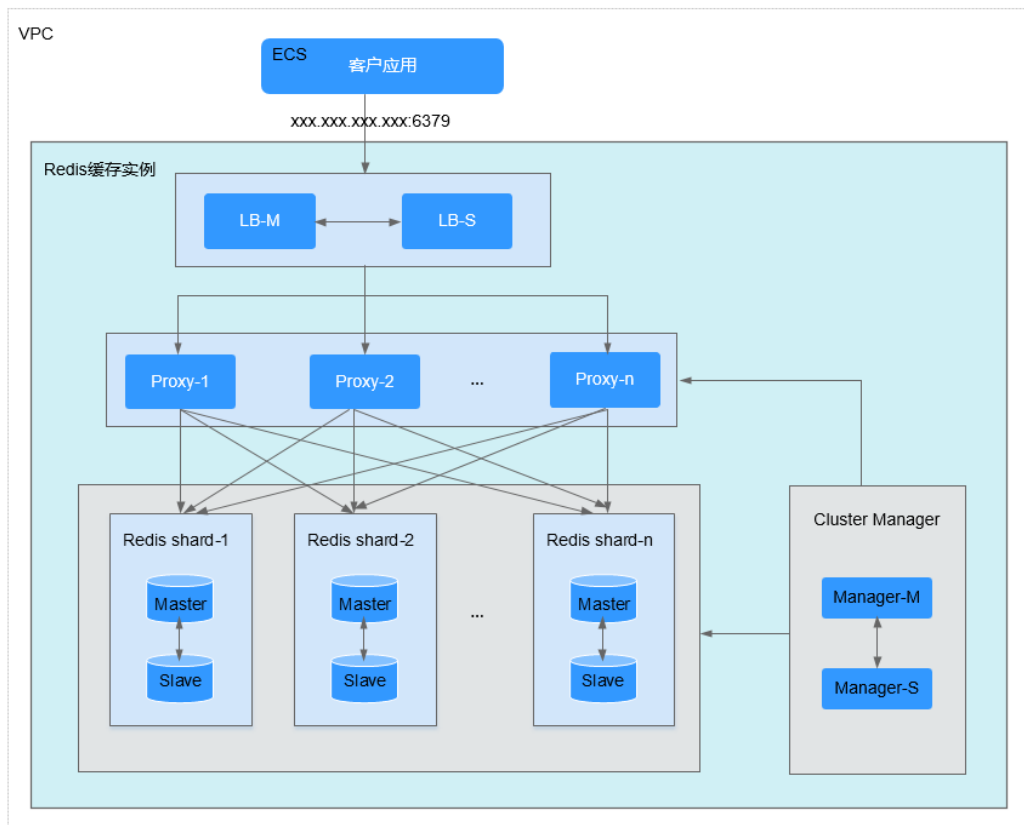 VPC
ECS
客户应用
xxx.xxx.xxx.xxx:6379
Redis缓存实例
LB-M
LB-S
Proxy-1
Proxy-2
...
Proxy-n
Cluster Manager
Redis shard-1
Redis shard-2
Redis shard-n
Master
Master
...
Master
Manager-M
Slave
Slave
Slave
Manager-S